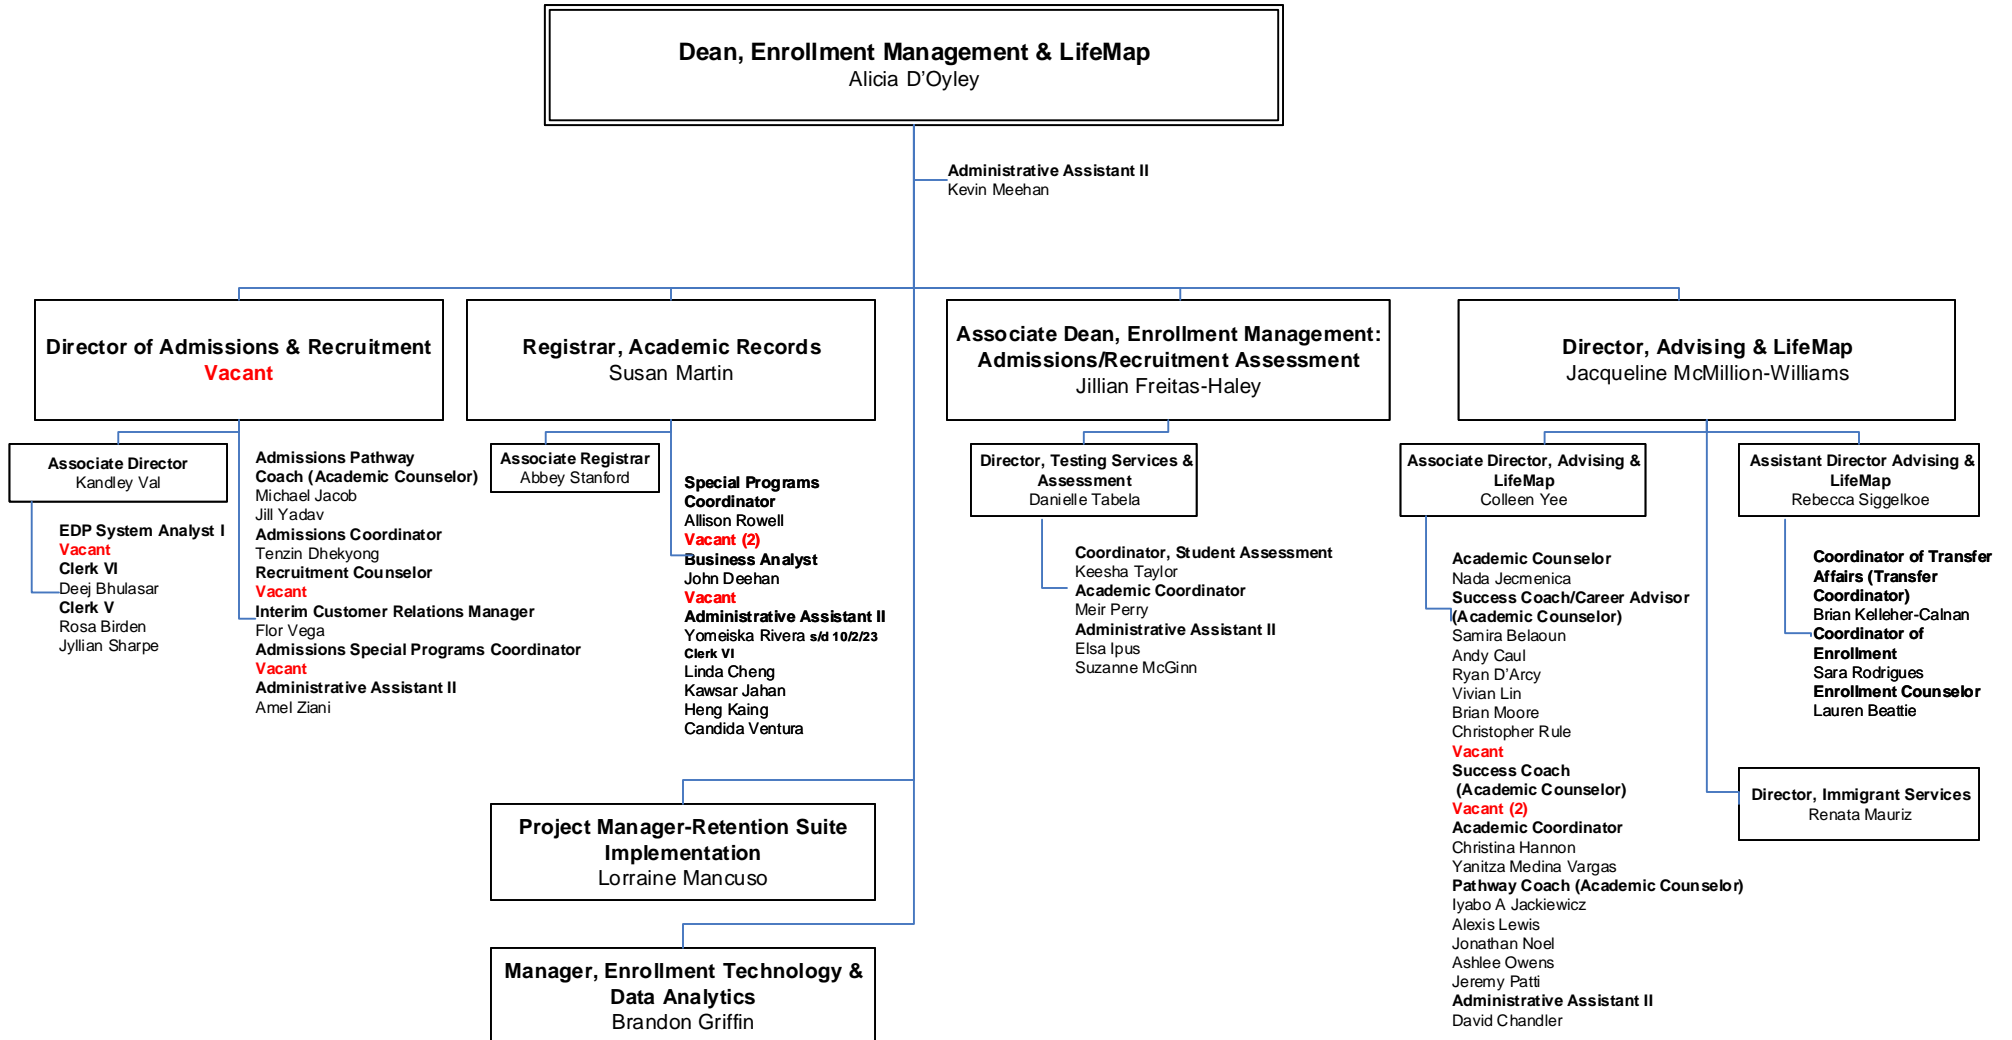 Dean, Enrollment Management & LifeMap
Alicia D'Oyley
Administrative Assistant II
Kevin Meehan
Director of Admissions & Recruitment
Vacant
Registrar, Academic Records
Susan Martin
Associate Dean, Enrollment Management:
Admissions/Recruitment Assessment
Jillian Freitas-Haley
Director, Advising & LifeMap
Jacqueline McMillion-Williams
Associate Director
Kandley Val
EDP System Analyst I
Vacant
Clerk VI
Deej Bhulasar
Clerk V
Rosa Birden
Jyllian Sharpe
Admissions Pathway
Coach (Academic Counselor)
Michael Jacob
Jill Yadav
Admissions Coordinator
Tenzin Dhekyong
Recruitment Counselor
Vacant
Interim Customer Relations Manager
Flor Vega
Admissions Special Programs Coordinator
Vacant
Administrative Assistant II
Amel Ziani
Associate Registrar
Abbey Stanford
Special Programs
Coordinator
Allison Rowell
Vacant (2)
Business Analyst
John Deehan
Vacant
Administrative Assistant II
Yomeiska Rivera s/d 10/2/23
Clerk VI
Linda Cheng
Kawsar Jahan
Heng Kaing
Candida Ventura
Director, Testing Services &
Assessment
Danielle Tabela
Coordinator, Student Assessment
Keesha Taylor
Academic Coordinator
Meir Perry
Administrative Assistant II
Elsa Ipus
Suzanne McGinn
Associate Director, Advising &
LifeMap
Colleen Yee
Academic Counselor
Nada Jecmenica
Success Coach/Career Advisor
(Academic Counselor)
Samira Belaoun
Andy Caul
Ryan D'Arcy
Vivian Lin
Brian Moore
Christopher Rule
Vacant
Success Coach
(Academic Counselor)
Vacant (2)
Academic Coordinator
Christina Hannon
Yanitza Medina Vargas
Pathway Coach (Academic Counselor)
Iyabo A Jackiewicz
Alexis Lewis
Jonathan Noel
Ashlee Owens
Jeremy Patti
Administrative Assistant II
David Chandler
Assistant Director Advising &
LifeMap
Rebecca Siggelkoe
Coordinator of Transfer
Affairs (Transfer
Coordinator)
Brian Kelleher-Calnan
Coordinator of
Enrollment
Sara Rodrigues
Enrollment Counselor
Lauren Beattie
Director, Immigrant Services
Renata Mauriz
Project Manager-Retention Suite
Implementation
Lorraine Mancuso
Manager, Enrollment Technology &
Data Analytics
Brandon Griffin